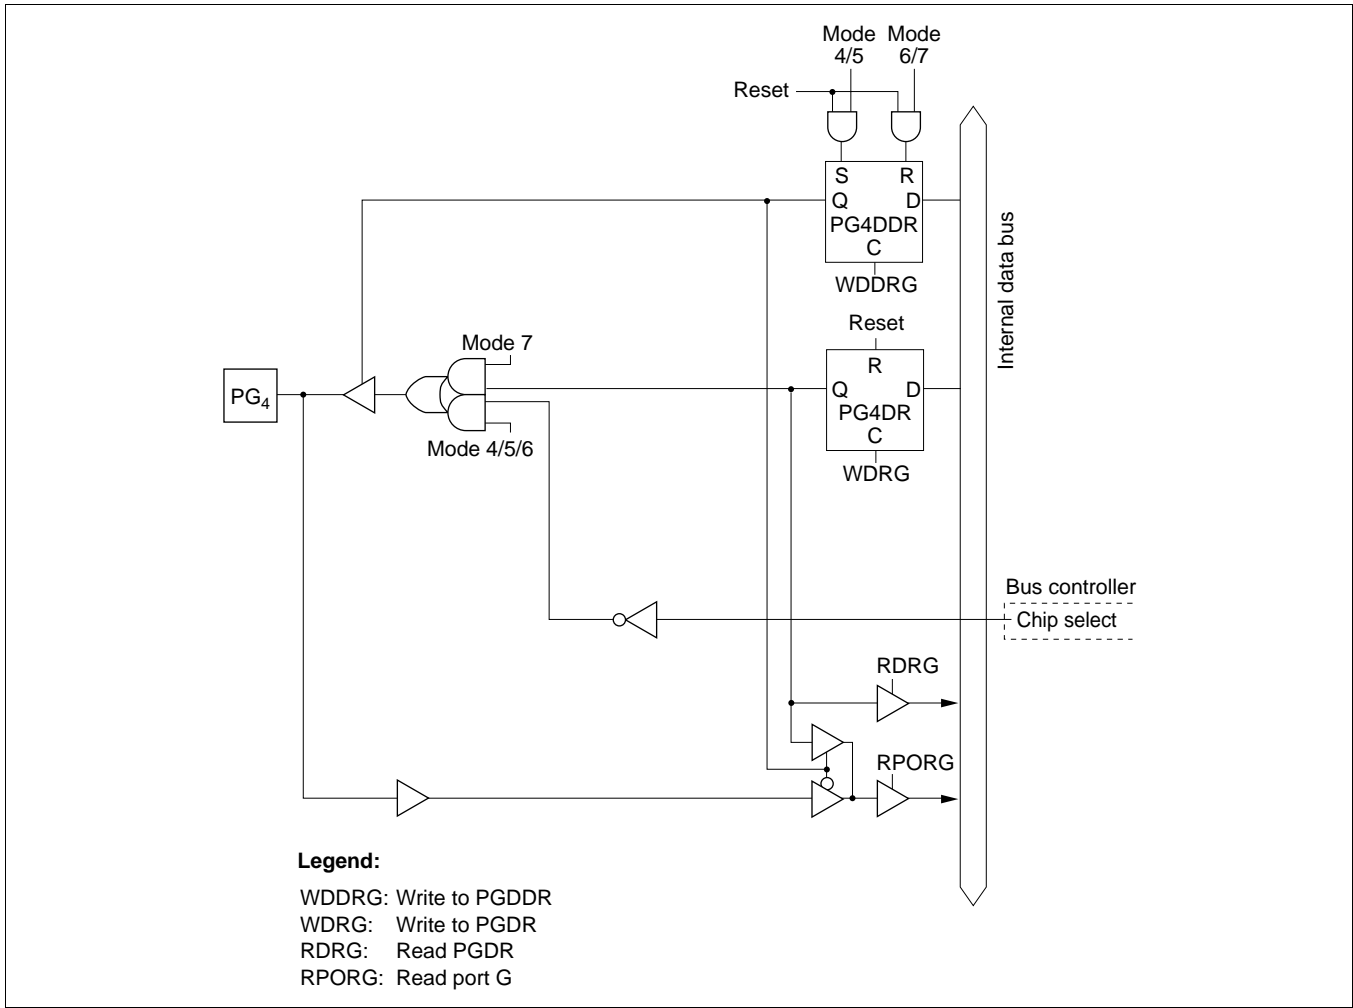 Mode Mode
4/5 6/7
Reset
S R
Q D
PG4DDR
C
WDDRG
Internal data bus
Reset
Mode 7
R
Q D
PG4DR
C
WDRG
PG4
Mode 4/5/6
Bus controller
Chip select
RDRG
RPORG
Legend:
WDDRG: Write to PGDDR
WDRG: Write to PGDR
RDRG: Read PGDR
RPORG: Read port G